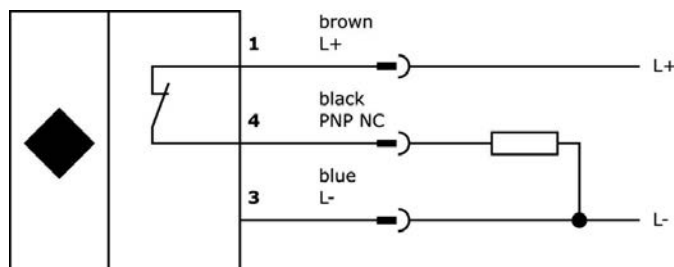 brown
1 L+ L+
black
4 PNP NC
blue
3 L- L-